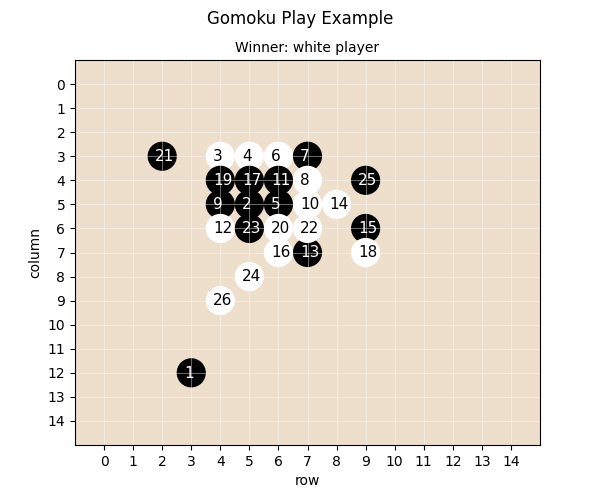 Gomoku Play Example
Winner: white player
0
1
2
3 21 3 4 6 7
4 19 17 11 8 25
5 9 2 5 10 14
6 12 23 20 22 15
7 16 13 18
8 24
9 26
10
11
12 1
13
14
column
0 1 2 3 4 5 6 7 8 9 10 11 12 13 14
row